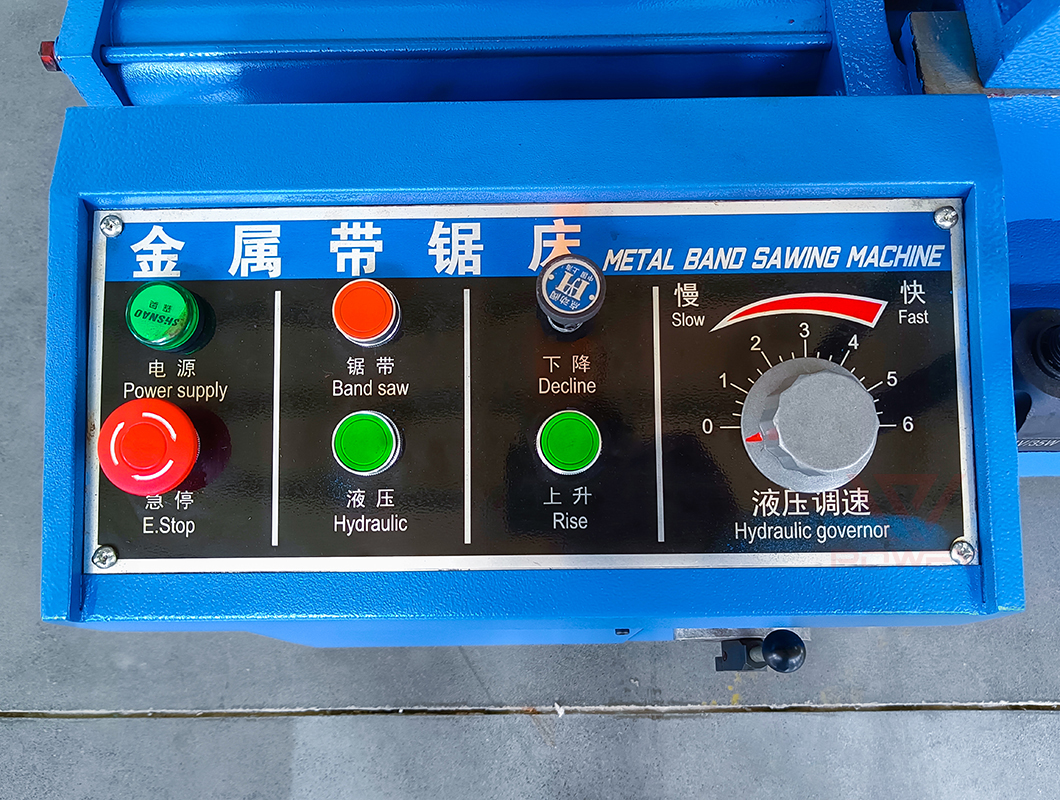 金属带锯床 METAL BAND SAWING MACHINE
SHSNAO
电源
Power supply
急停
E.Stop
锯带
Band saw
液压
Hydraulic
下降
Decline
上升
Rise
慢
Slow
快
Fast
0 1 2 3 4 5 6
液压调速
Hydraulic governor